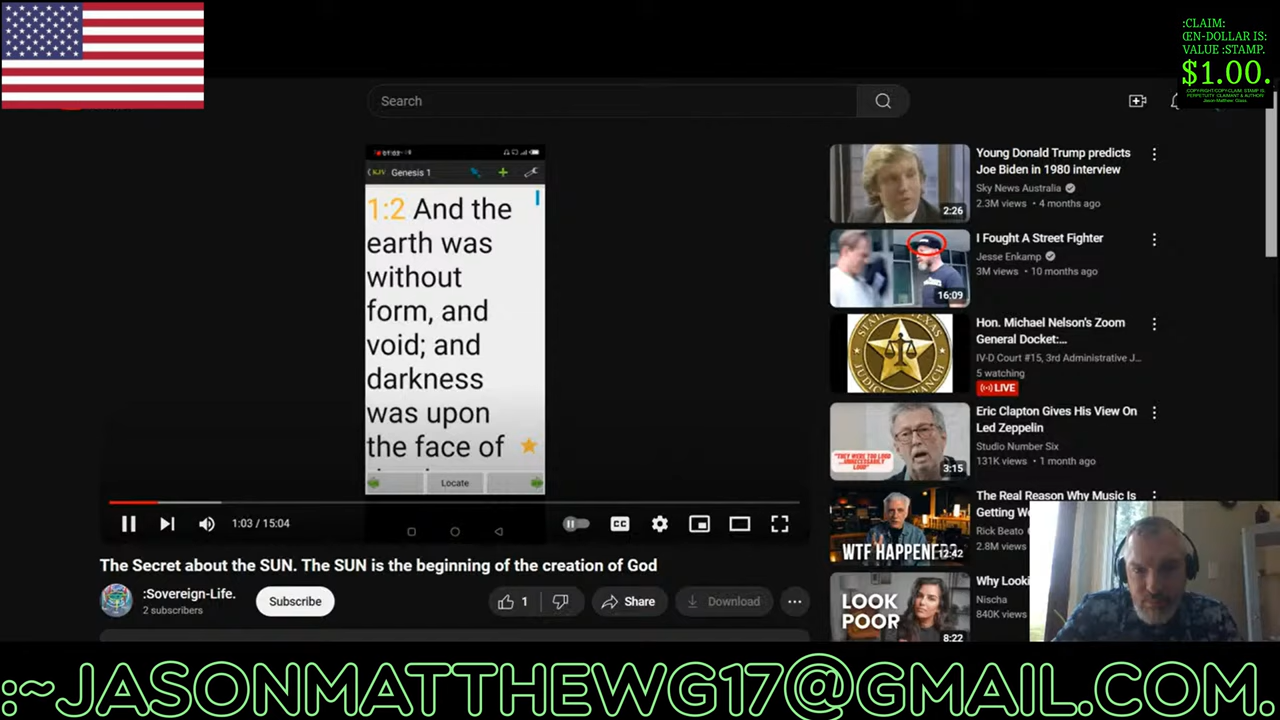 :CLAIM:
ŒN-DOLLAR IS:
VALUE :STAMP.
$1.00.
Search
Genesis 1
1:2 And the
earth was
without
form, and
void; and
darkness
was upon
the face of
Locate
1:03 / 15:04
The Secret about the SUN. The SUN is the beginning of the creation of God
:Sovereign-Life.
2 subscribers
Subscribe
1
Share
Download
Young Donald Trump predicts
Joe Biden in 1980 interview
Sky News Australia
2.3M views • 4 months ago
2:26
I Fought A Street Fighter
Jesse Enkamp
3M views • 10 months ago
16:09
Hon. Michael Nelson's Zoom
General Docket:...
IV-D Court #15, 3rd Administrative J...
5 watching
LIVE
Eric Clapton Gives His View On
Led Zeppelin
Studio Number Six
131K views • 1 month ago
3:15
The Real Reason Why Music Is
Getting
Rick Beato
2.8M
WTF HAPPENED
12:42
Why
Nischa
840K views
LOOK
POOR
8:22
:~JASONMATTHEWG17@GMAIL.COM.